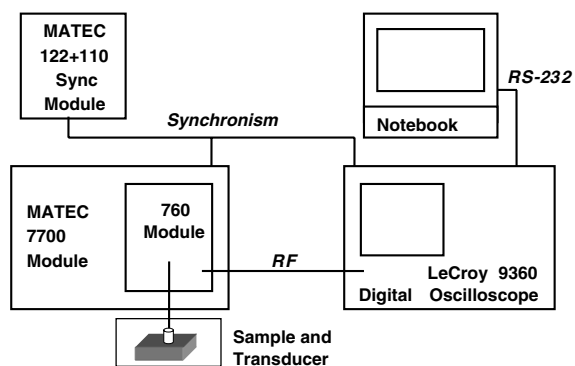 MATEC
122+110
Sync
Module
RS-232
Synchronism
Notebook
MATEC
7700
Module
760
Module
RF
LeCroy 9360
Digital Oscilloscope
Sample and
Transducer